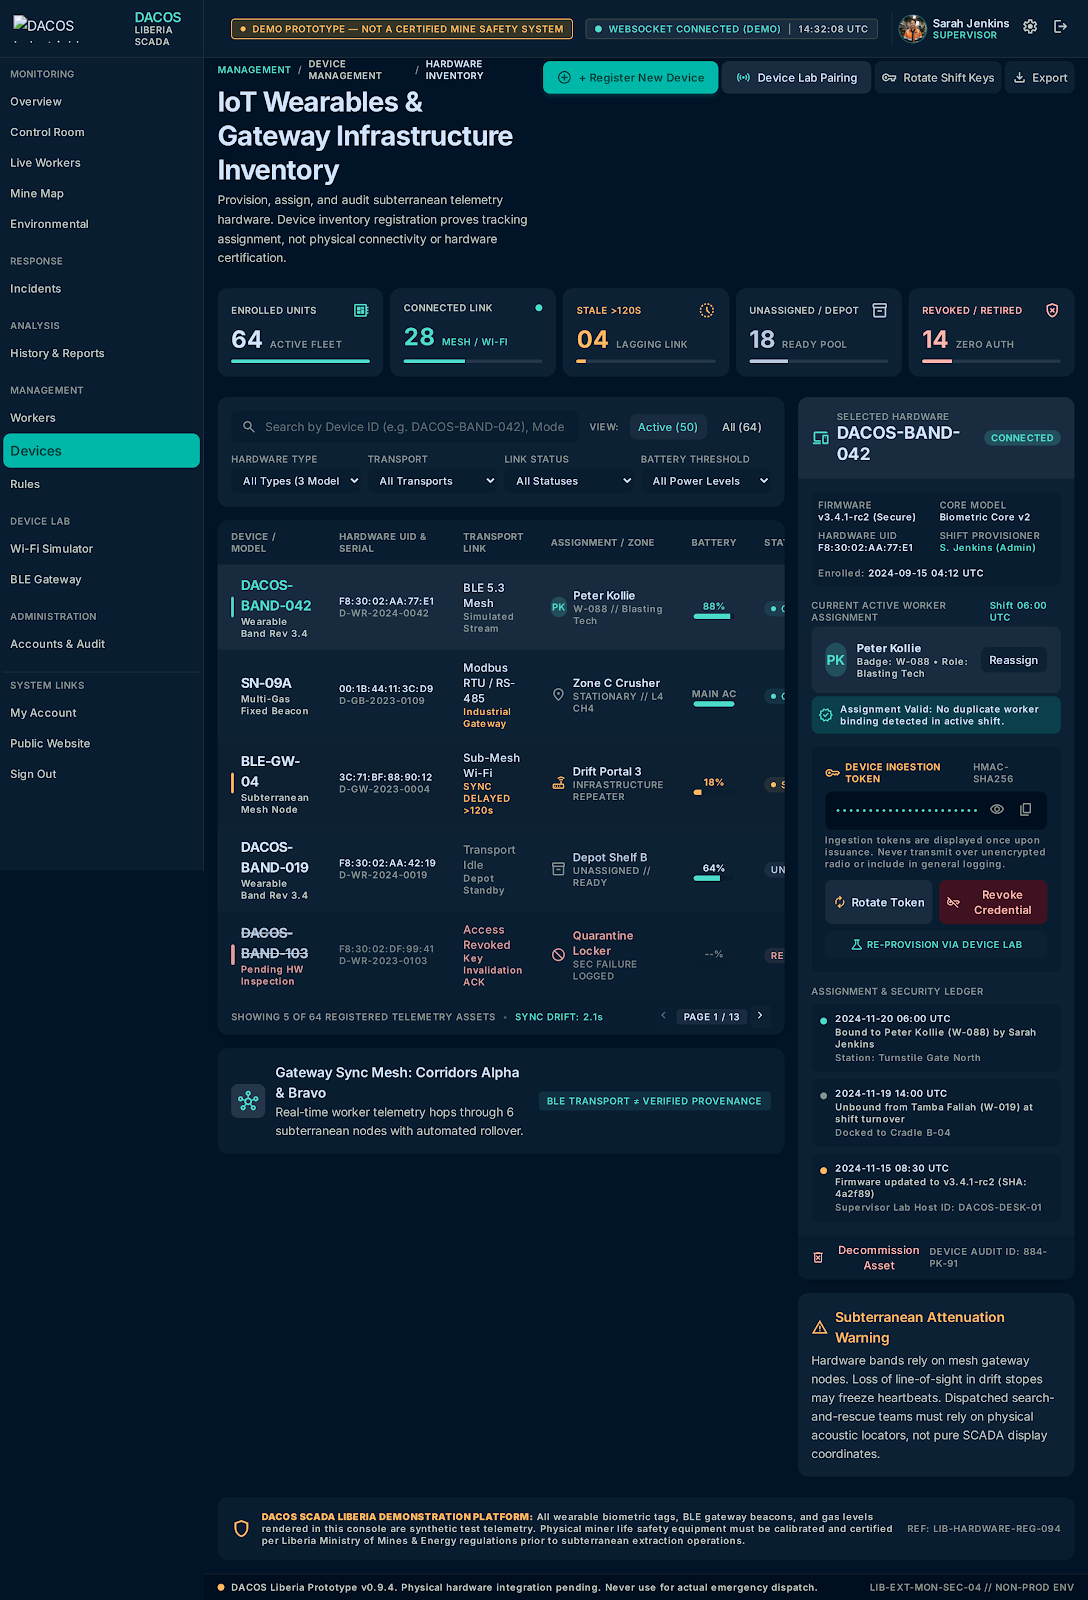 DACOS
DACOS
LIBERIA
SCADA
DEMO PROTOTYPE — NOT A CERTIFIED MINE SAFETY SYSTEM
WEBSOCKET CONNECTED (DEMO) | 14:32:08 UTC
Sarah Jenkins
SUPERVISOR
MONITORING
Overview
Control Room
Live Workers
Mine Map
Environmental
RESPONSE
Incidents
ANALYSIS
History & Reports
MANAGEMENT
Workers
Devices
Rules
DEVICE LAB
Wi-Fi Simulator
BLE Gateway
ADMINISTRATION
Accounts & Audit
SYSTEM LINKS
My Account
Public Website
Sign Out
MANAGEMENT / DEVICE MANAGEMENT / HARDWARE INVENTORY
+ Register New Device
Device Lab Pairing
Rotate Shift Keys
Export
IoT Wearables &
Gateway Infrastructure
Inventory
Provision, assign, and audit subterranean telemetry
hardware. Device inventory registration proves tracking
assignment, not physical connectivity or hardware
certification.
ENROLLED UNITS
64 ACTIVE FLEET
CONNECTED LINK
28 MESH / WI-FI
STALE >120S
04 LAGGING LINK
UNASSIGNED / DEPOT
18 READY POOL
REVOKED / RETIRED
14 ZERO AUTH
Search by Device ID (e.g. DACOS-BAND-042), Mode
VIEW:
Active (50)
All (64)
HARDWARE TYPE
TRANSPORT
LINK STATUS
BATTERY THRESHOLD
All Types (3 Model
All Transports
All Statuses
All Power Levels
DEVICE /
MODEL
HARDWARE UID &
SERIAL
TRANSPORT
LINK
ASSIGNMENT / ZONE
BATTERY
STAT
DACOS-
BAND-042
Wearable
Band Rev 3.4
F8:30:02:AA:77:E1
D-WR-2024-0042
BLE 5.3
Mesh
Simulated
Stream
PK
Peter Kollie
W-088 // Blasting
Tech
88%
SN-09A
Multi-Gas
Fixed Beacon
00:1B:44:11:3C:D9
D-GB-2023-0109
Modbus
RTU / RS-
485
Industrial
Gateway
Zone C Crusher
STATIONARY // L4
CH4
MAIN AC
BLE-GW-
04
Subterranean
Mesh Node
3C:71:BF:88:90:12
D-GW-2023-0004
Sub-Mesh
Wi-Fi
SYNC
DELAYED
>120s
Drift Portal 3
INFRASTRUCTURE
REPEATER
18%
DACOS-
BAND-019
Wearable
Band Rev 3.4
F8:30:02:AA:42:19
D-WR-2024-0019
Transport
Idle
Depot
Standby
Depot Shelf B
UNASSIGNED //
READY
64%
UN
DACOS-
BAND-103
Pending HW
Inspection
F8:30:02:DF:99:41
D-WR-2023-0103
Access
Revoked
Key
Invalidation
ACK
Quarantine
Locker
SEC FAILURE
LOGGED
--%
RE
SHOWING 5 OF 64 REGISTERED TELEMETRY ASSETS • SYNC DRIFT: 2.1s
PAGE 1 / 13
Gateway Sync Mesh: Corridors Alpha
& Bravo
Real-time worker telemetry hops through 6
subterranean nodes with automated rollover.
BLE TRANSPORT ≠ VERIFIED PROVENANCE
SELECTED HARDWARE
DACOS-BAND-
042
CONNECTED
FIRMWARE
v3.4.1-rc2 (Secure)
CORE MODEL
Biometric Core v2
HARDWARE UID
F8:30:02:AA:77:E1
SHIFT PROVISIONER
S. Jenkins (Admin)
Enrolled: 2024-09-15 04:12 UTC
CURRENT ACTIVE WORKER
ASSIGNMENT
Shift 06:00
UTC
PK
Peter Kollie
Badge: W-088 • Role:
Blasting Tech
Reassign
Assignment Valid: No duplicate worker
binding detected in active shift.
DEVICE INGESTION
TOKEN
HMAC-
SHA256
••••••••••••••••••••••••
Ingestion tokens are displayed once upon
issuance. Never transmit over unencrypted
radio or include in general logging.
Rotate Token
Revoke
Credential
RE-PROVISION VIA DEVICE LAB
ASSIGNMENT & SECURITY LEDGER
2024-11-20 06:00 UTC
Bound to Peter Kollie (W-088) by Sarah
Jenkins
Station: Turnstile Gate North
2024-11-19 14:00 UTC
Unbound from Tamba Fallah (W-019) at
shift turnover
Docked to Cradle B-04
2024-11-15 08:30 UTC
Firmware updated to v3.4.1-rc2 (SHA:
4a2f89)
Supervisor Lab Host ID: DACOS-DESK-01
Decommission
Asset
DEVICE AUDIT ID: 884-
PK-91
Subterranean Attenuation
Warning
Hardware bands rely on mesh gateway
nodes. Loss of line-of-sight in drift stopes
may freeze heartbeats. Dispatched search-
and-rescue teams must rely on physical
acoustic locators, not pure SCADA display
coordinates.
DACOS SCADA LIBERIA DEMONSTRATION PLATFORM: All wearable biometric tags, BLE gateway beacons, and gas levels
rendered in this console are synthetic test telemetry. Physical miner life safety equipment must be calibrated and certified
per Liberia Ministry of Mines & Energy regulations prior to subterranean extraction operations.
REF: LIB-HARDWARE-REG-094
DACOS Liberia Prototype v0.9.4. Physical hardware integration pending. Never use for actual emergency dispatch.
LIB-EXT-MON-SEC-04 // NON-PROD ENV